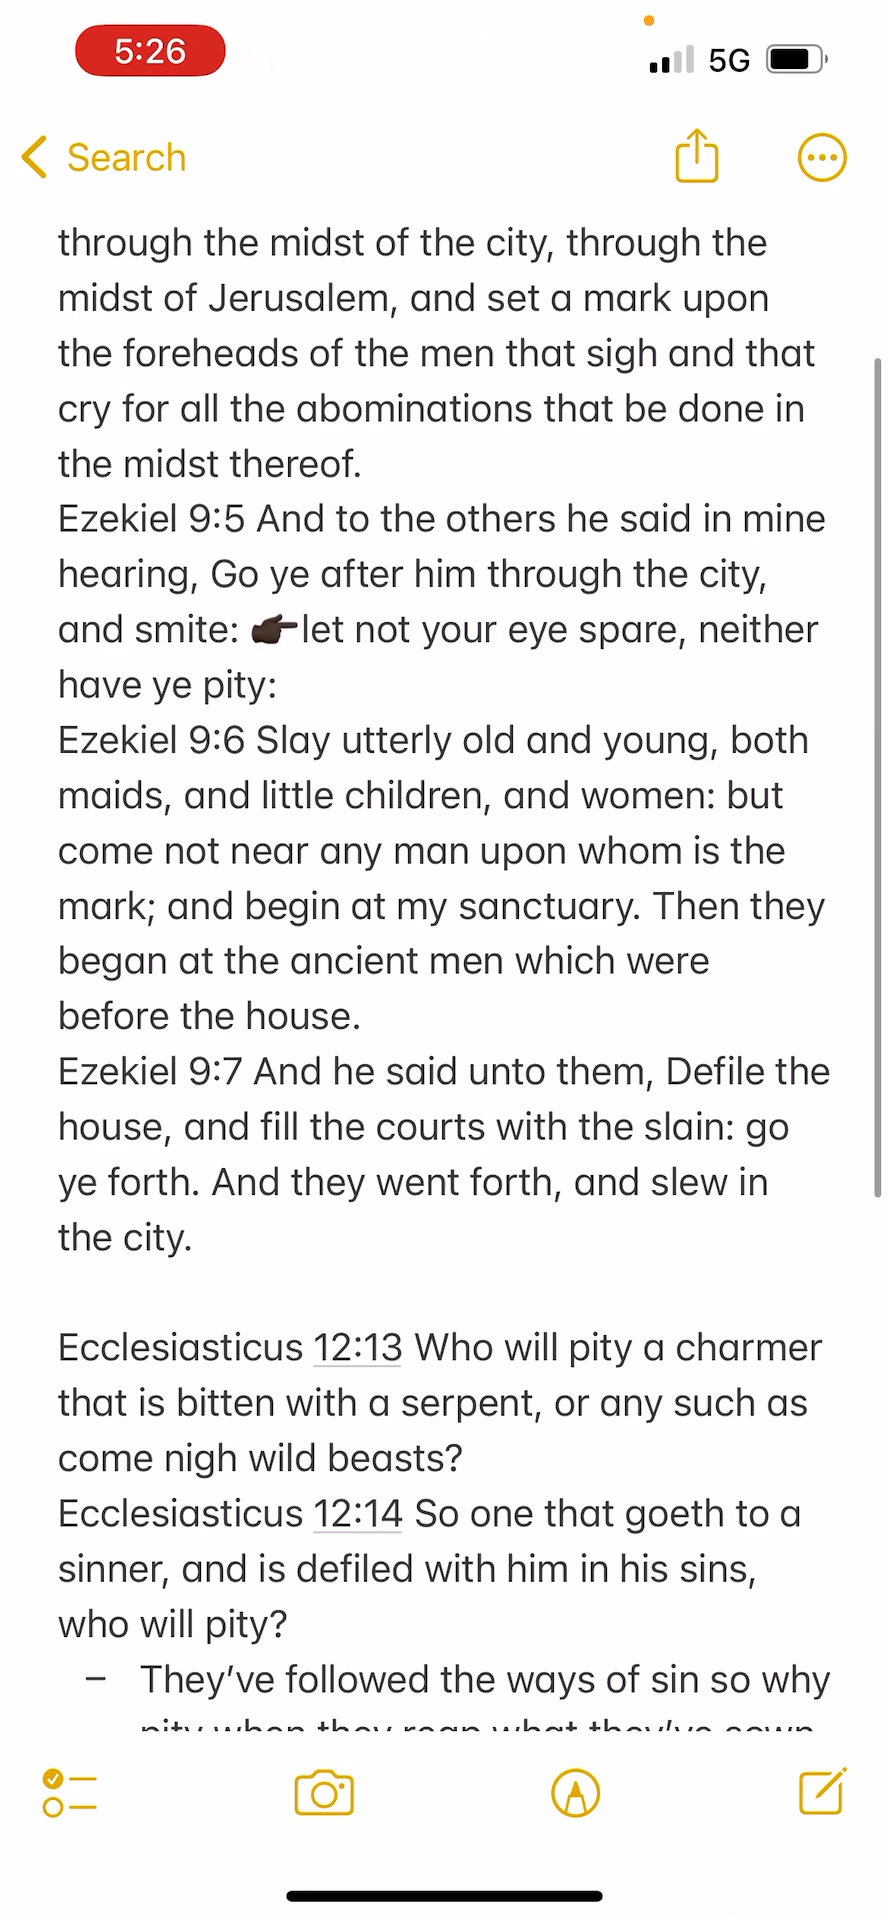 5:26
5G
Search
through the midst of the city, through the
midst of Jerusalem, and set a mark upon
the foreheads of the men that sigh and that
cry for all the abominations that be done in
the midst thereof.
Ezekiel 9:5 And to the others he said in mine
hearing, Go ye after him through the city,
and smite: 👉🏿let not your eye spare, neither
have ye pity:
Ezekiel 9:6 Slay utterly old and young, both
maids, and little children, and women: but
come not near any man upon whom is the
mark; and begin at my sanctuary. Then they
began at the ancient men which were
before the house.
Ezekiel 9:7 And he said unto them, Defile the
house, and fill the courts with the slain: go
ye forth. And they went forth, and slew in
the city.
Ecclesiasticus 12:13 Who will pity a charmer
that is bitten with a serpent, or any such as
come nigh wild beasts?
Ecclesiasticus 12:14 So one that goeth to a
sinner, and is defiled with him in his sins,
who will pity?
– They’ve followed the ways of sin so why
pity when they reap what they’ve sown